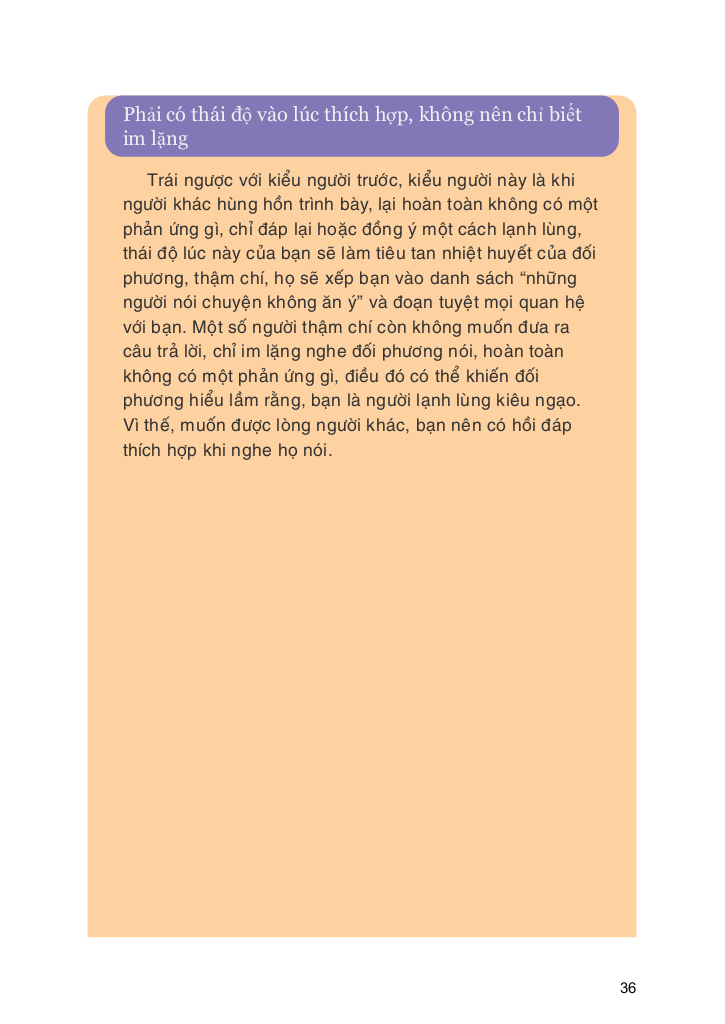 Phải có thái độ vào lúc thích hợp, không nên chỉ biết
im lặng
Trái ngược với kiểu người trước, kiểu người này là khi
người khác hùng hồn trình bày, lại hoàn toàn không có một
phản ứng gì, chỉ đáp lại hoặc đồng ý một cách lạnh lùng,
thái độ lúc này của bạn sẽ làm tiêu tan nhiệt huyết của đối
phương, thậm chí, họ sẽ xếp bạn vào danh sách “những
người nói chuyện không ăn ý” và đoạn tuyệt mọi quan hệ
với bạn. Một số người thậm chí còn không muốn đưa ra
câu trả lời, chỉ im lặng nghe đối phương nói, hoàn toàn
không có một phản ứng gì, điều đó có thể khiến đối
phương hiểu lầm rằng, bạn là người lạnh lùng kiêu ngạo.
Vì thế, muốn được lòng người khác, bạn nên có hồi đáp
thích hợp khi nghe họ nói.
36